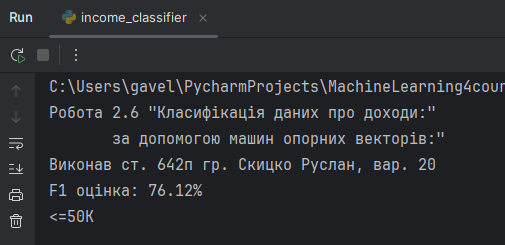 Run income_classifier
C:\Users\gavel\PycharmProjects\MachineLearning4cour
Робота 2.6 "Класифікація даних про доходи:"
за допомогою машин опорних векторів:"
Виконав ст. 642п гр. Скицко Руслан, вар. 20
F1 оцінка: 76.12%
<=50K